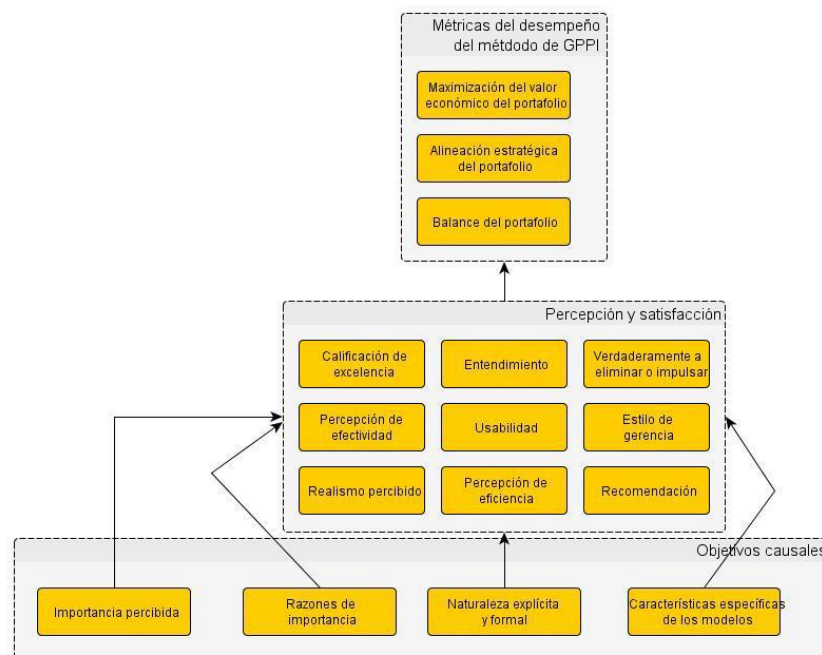 Métricas del desempeño
del métdodo de GPPI
Maximización del valor
económico del portafolio
Alineación estratégica
del portafolio
Balance del portafolio
Percepción y satisfacción
Calificación de
excelencia
Entendimiento
Verdaderamente a
eliminar o impulsar
Percepción de
efectividad
Usabilidad
Estilo de
gerencia
Realismo percibido
Percepción de
eficiencia
Recomendación
Objetivos causales
Importancia percibida
Razones de
importancia
Naturaleza explícita
y formal
Características específicas
de los modelos